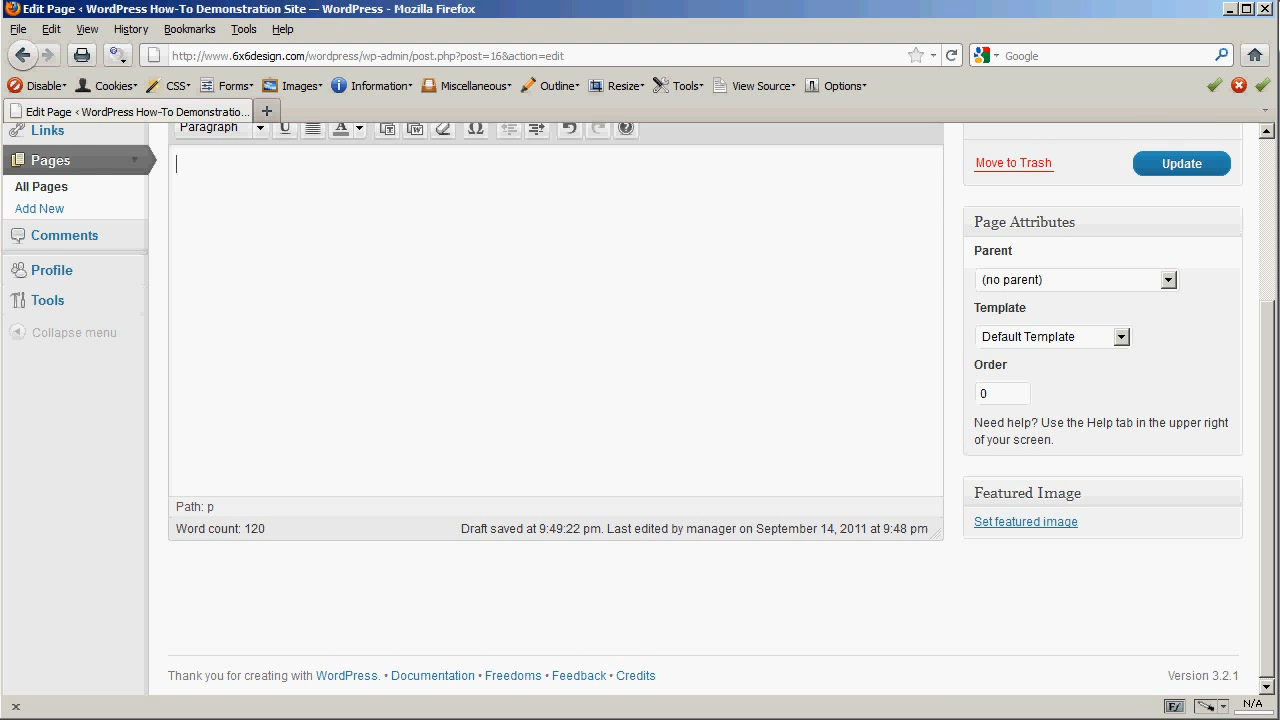 Edit Page ‹ WordPress How-To Demonstration Site — WordPress - Mozilla Firefox
File Edit View History Bookmarks Tools Help
http://www.6x6design.com/wordpress/wp-admin/post.php?post=16&action=edit
Google
Disable Cookies CSS Forms Images Information Miscellaneous Outline Resize Tools View Source Options
Edit Page ‹ WordPress How-To Demonstratio...
Links
Pages
All Pages
Add New
Comments
Profile
Tools
Collapse menu
Paragraph
Path: p
Word count: 120
Draft saved at 9:49:22 pm. Last edited by manager on September 14, 2011 at 9:48 pm
Move to Trash
Update
Page Attributes
Parent
(no parent)
Template
Default Template
Order
0
Need help? Use the Help tab in the upper right
of your screen.
Featured Image
Set featured image
Thank you for creating with WordPress. • Documentation • Freedoms • Feedback • Credits
Version 3.2.1
N/A